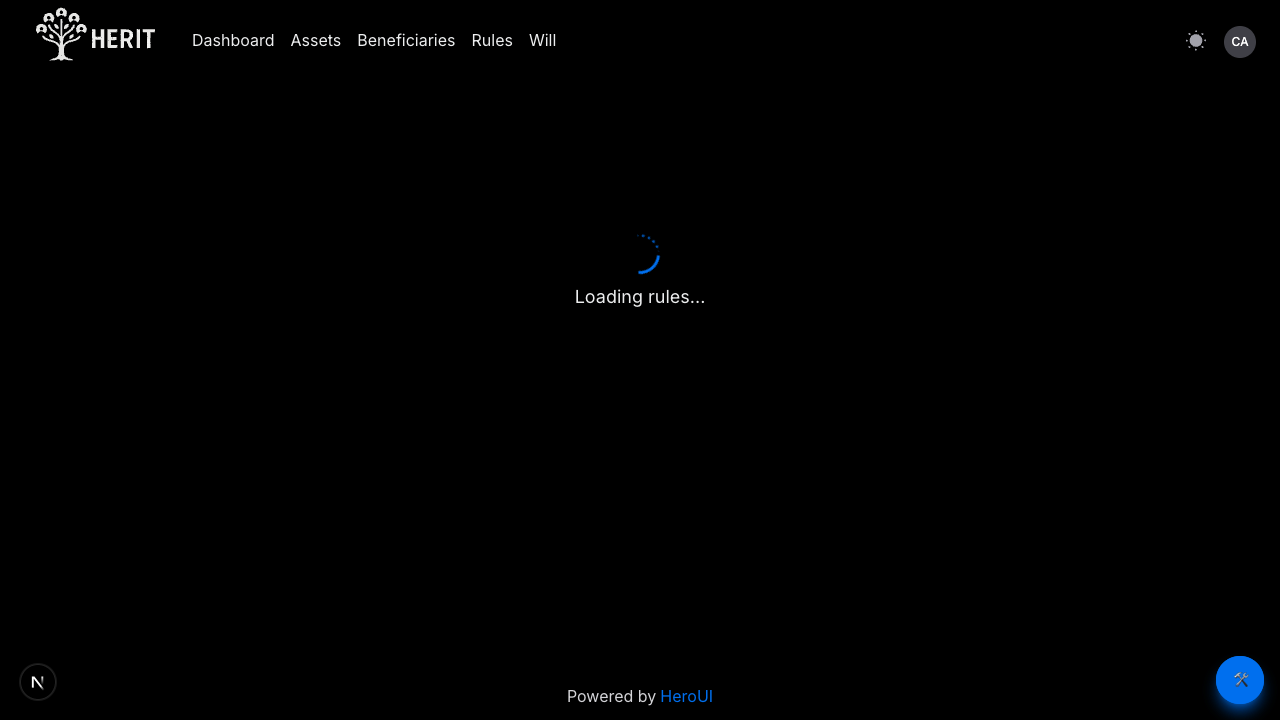 HERIT
Dashboard
Assets
Beneficiaries
Rules
Will
CA
Loading rules...
N
Powered by HeroUI